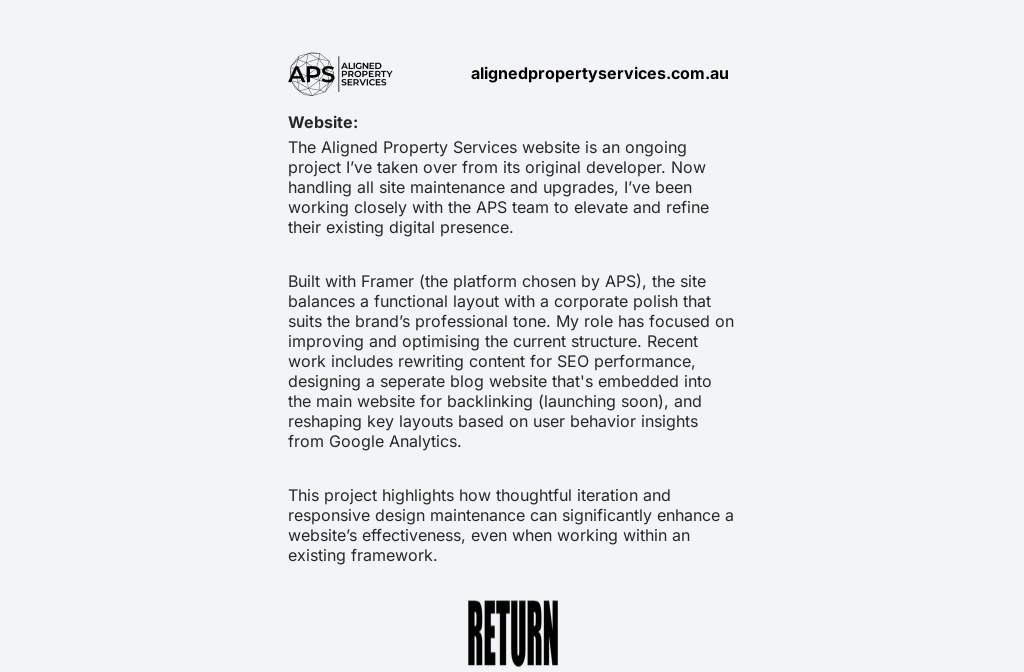 APS ALIGNED PROPERTY SERVICES
alignedpropertyservices.com.au
Website:
The Aligned Property Services website is an ongoing
project I’ve taken over from its original developer. Now
handling all site maintenance and upgrades, I’ve been
working closely with the APS team to elevate and refine
their existing digital presence.
Built with Framer (the platform chosen by APS), the site
balances a functional layout with a corporate polish that
suits the brand’s professional tone. My role has focused on
improving and optimising the current structure. Recent
work includes rewriting content for SEO performance,
designing a seperate blog website that's embedded into
the main website for backlinking (launching soon), and
reshaping key layouts based on user behavior insights
from Google Analytics.
This project highlights how thoughtful iteration and
responsive design maintenance can significantly enhance a
website’s effectiveness, even when working within an
existing framework.
RETURN